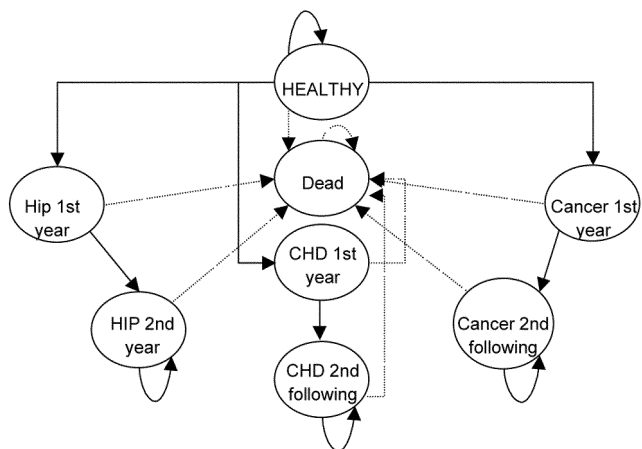 HEALTHY
Dead
Hip 1st
year
Cancer 1st
year
CHD 1st
year
HIP 2nd
year
Cancer 2nd
following
CHD 2nd
following